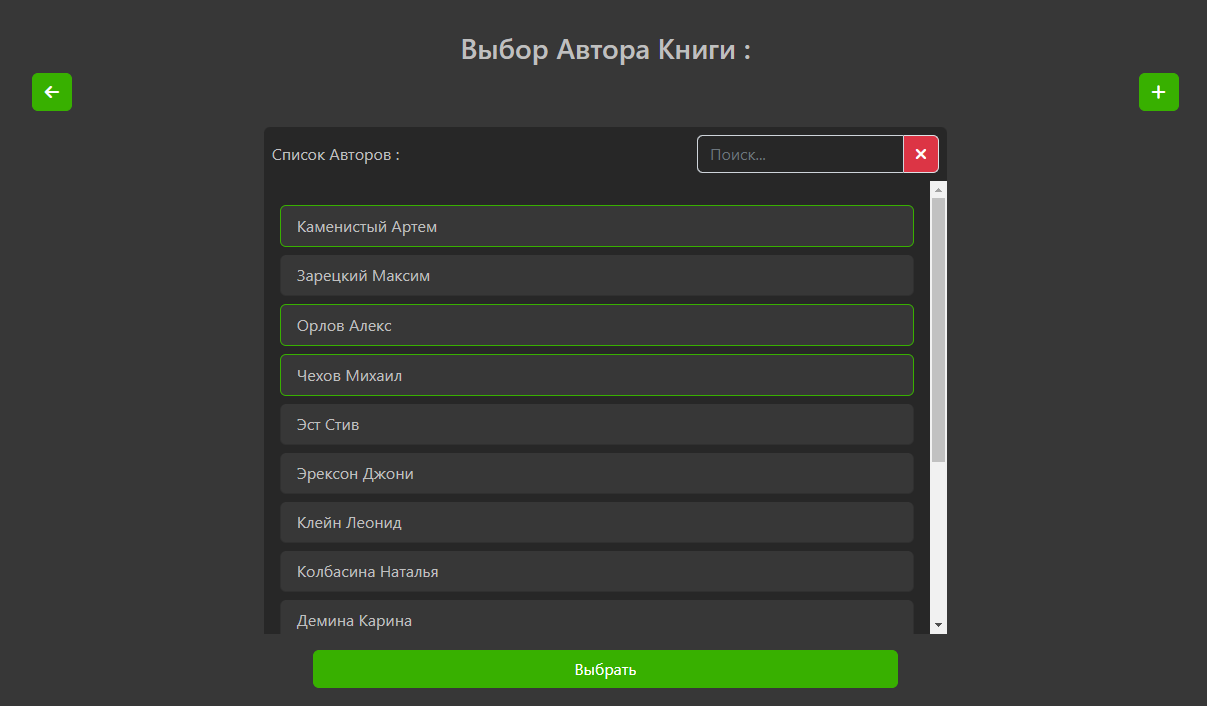 Выбор Автора Книги :
Список Авторов :
Поиск...
Каменистый Артем
Зарецкий Максим
Орлов Алекс
Чехов Михаил
Эст Стив
Эрексон Джони
Клейн Леонид
Колбасина Наталья
Демина Карина
Выбрать